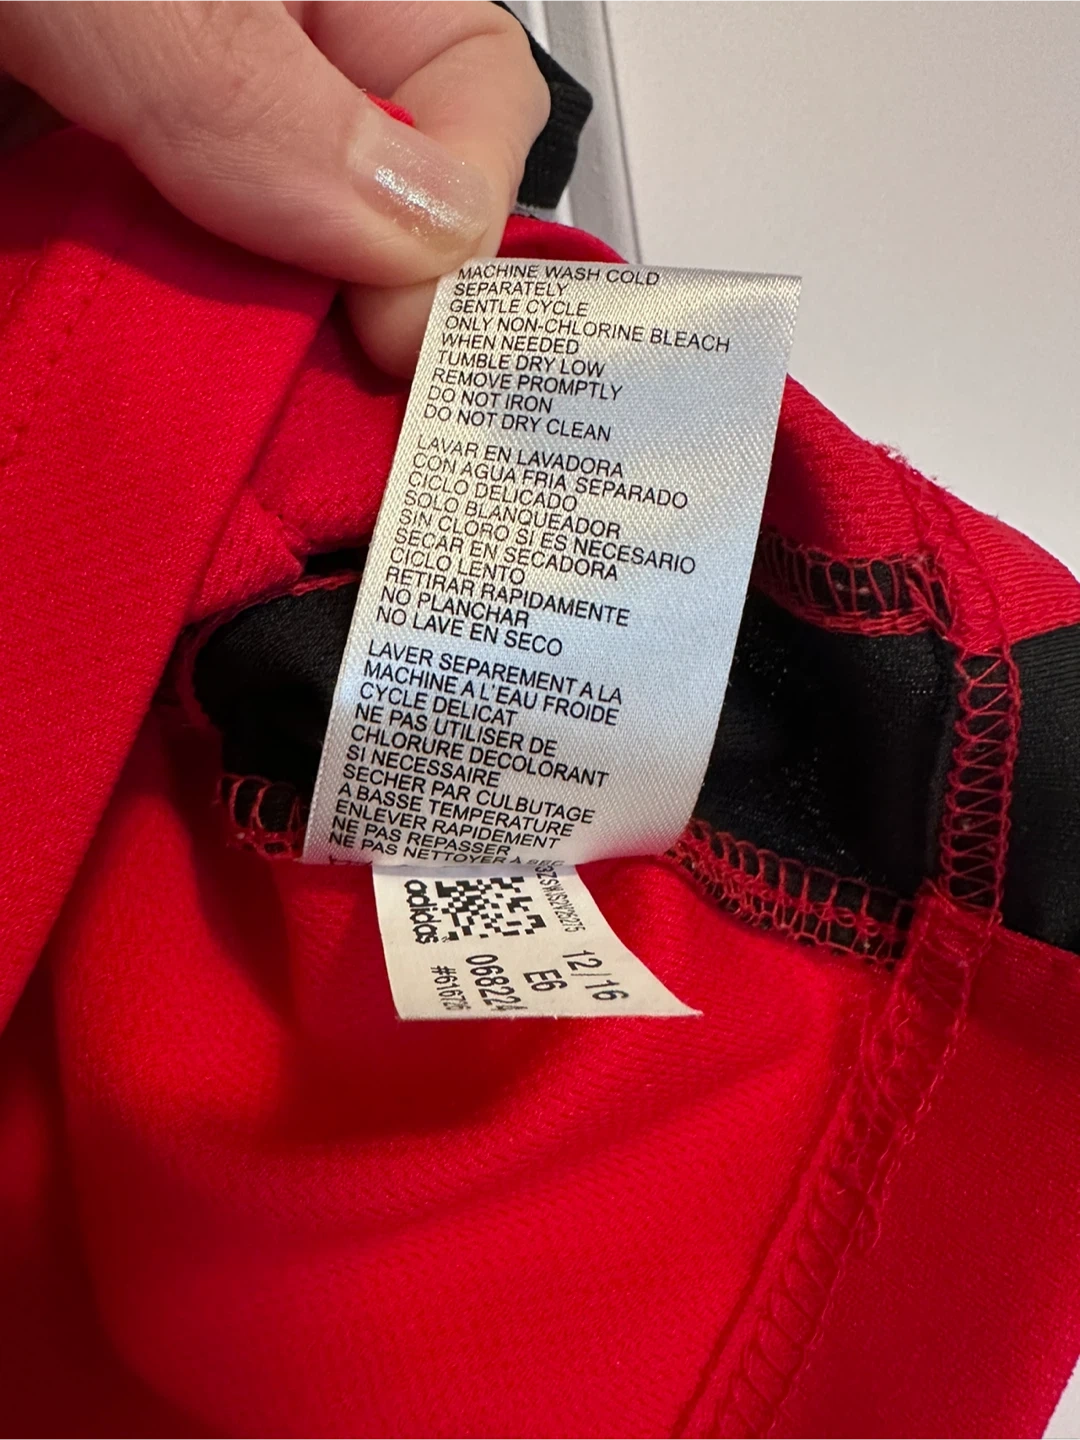 MACHINE WASH COLD
SEPARATELY
GENTLE CYCLE
ONLY NON-CHLORINE BLEACH
WHEN NEEDED
TUMBLE DRY LOW
REMOVE PROMPTLY
DO NOT IRON
DO NOT DRY CLEAN
LAVAR EN LAVADORA
CON AGUA FRIA SEPARADO
CICLO DELICADO
SOLO BLANQUEADOR
SIN CLORO SI ES NECESARIO
SECAR EN SECADORA
CICLO LENTO
RETIRAR RAPIDAMENTE
NO PLANCHAR
NO LAVE EN SECO
LAVER SEPAREMENT A LA
MACHINE A L'EAU FROIDE
CYCLE DELICAT
NE PAS UTILISER DE
CHLORURE DECOLORANT
SI NECESSAIRE
SECHER PAR CULBUTAGE
A BASSE TEMPERATURE
ENLEVER RAPIDEMENT
NE PAS REPASSER
NE PAS NETTOYER A
adidas
12/16
E6
068224